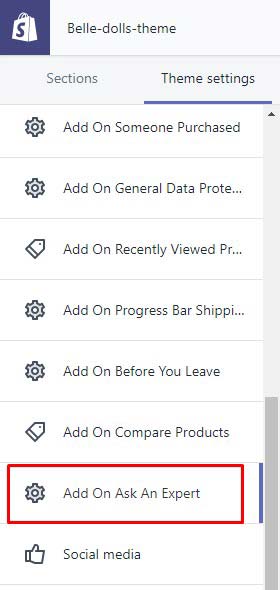 Belle-dolls-theme
Sections Theme settings
Add On Someone Purchased
Add On General Data Prote...
Add On Recently Viewed Pr...
Add On Progress Bar Shippi...
Add On Before You Leave
Add On Compare Products
Add On Ask An Expert
Social media